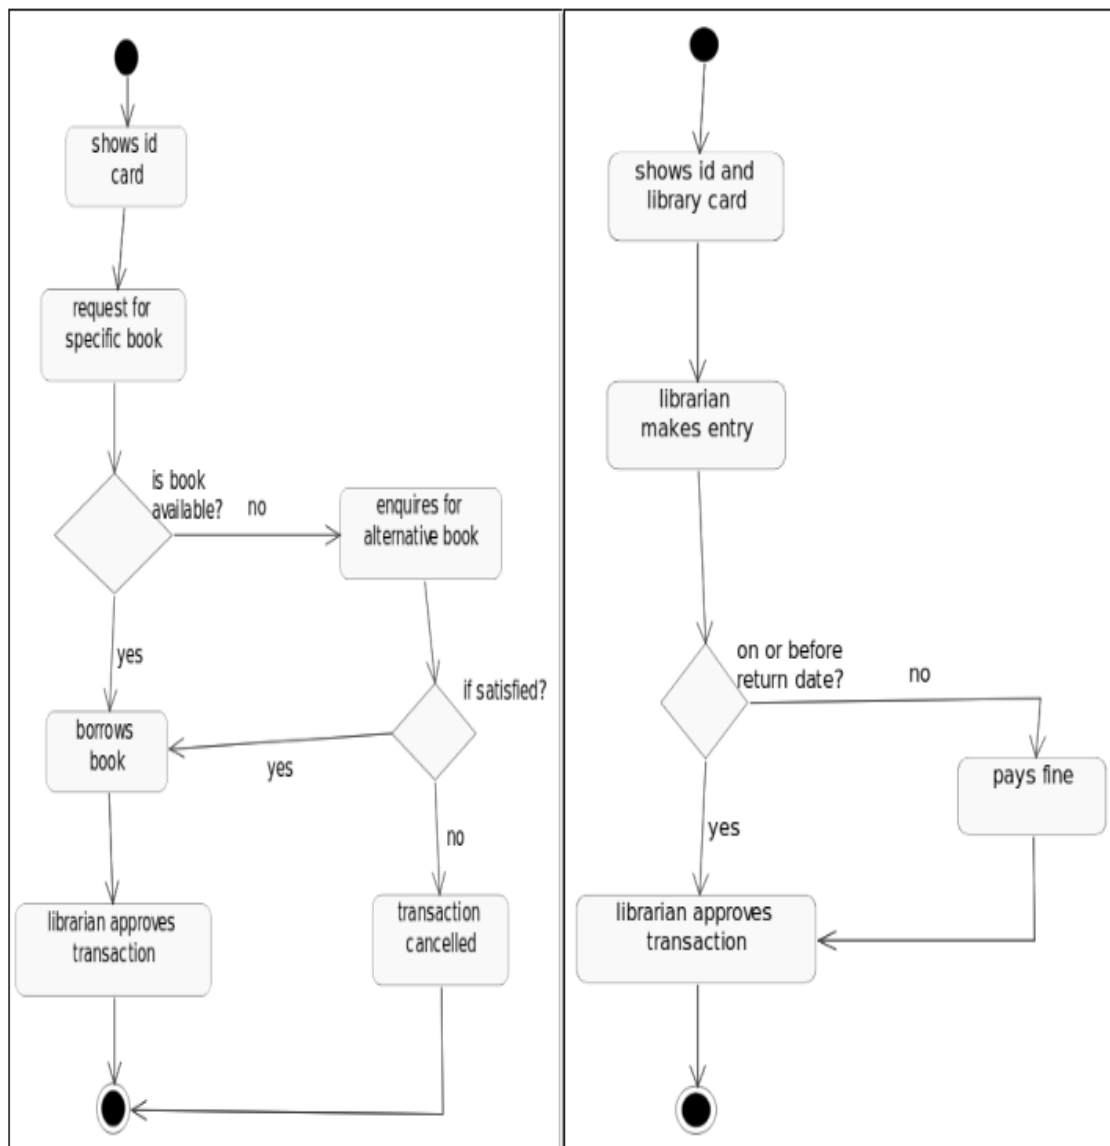 shows id
card
request for
specific book
is book
available?
no
enquires for
alternative book
yes
if satisfied?
borrows
book
yes
no
librarian approves
transaction
transaction
cancelled
shows id and
library card
librarian
makes entry
on or before
return date?
no
pays fine
yes
librarian approves
transaction